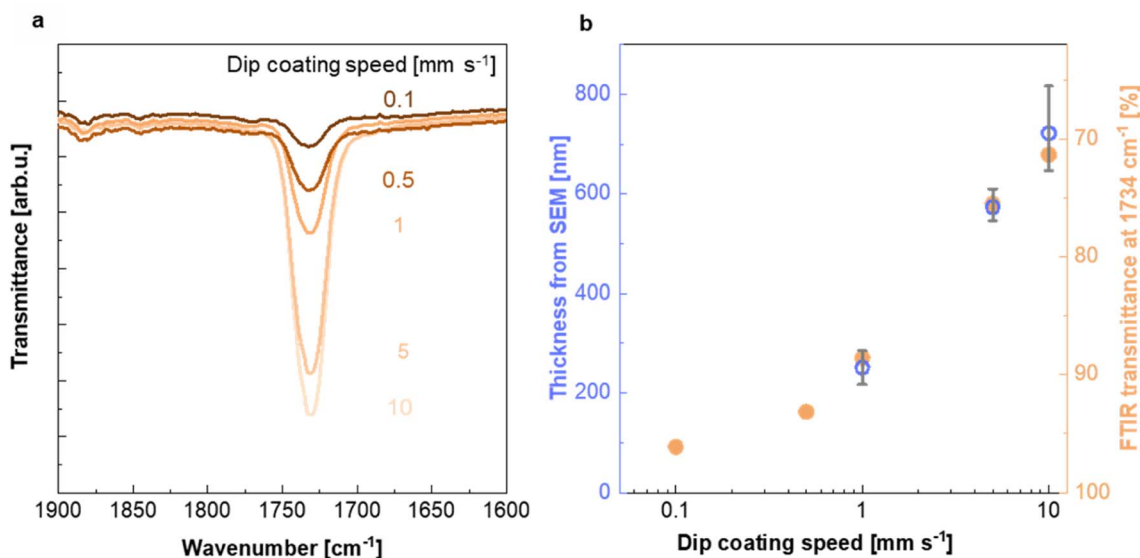 a
Dip coating speed [mm s⁻¹]
0.1
0.5
1
5
10
Transmittance [arb.u.]
1900 1850 1800 1750 1700 1650 1600
Wavenumber [cm⁻¹]
b
Thickness from SEM [nm]
800
600
400
200
0
70
80
90
100
FTIR transmittance at 1734 cm⁻¹ [%]
0.1 1 10
Dip coating speed [mm s⁻¹]